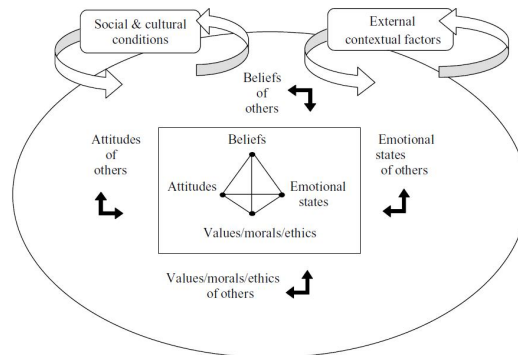 Social & cultural
conditions
External
contextual factors
Beliefs
of
others
Attitudes
of
others
Emotional
states
of others
Beliefs
Attitudes
Emotional
states
Values/morals/ethics
Values/morals/ethics
of others